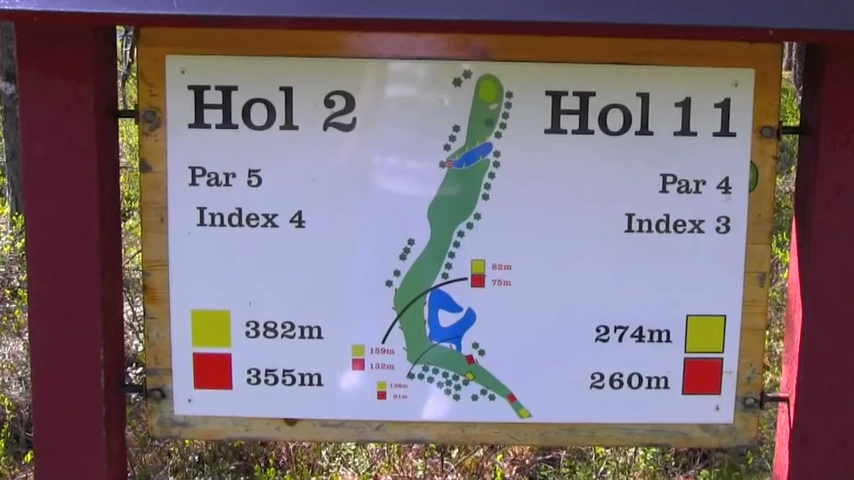 Hol 2
Par 5
Index 4
382m
355m
Hol 11
Par 4
Index 3
274m
260m
82m
75m
159m
132m
91m